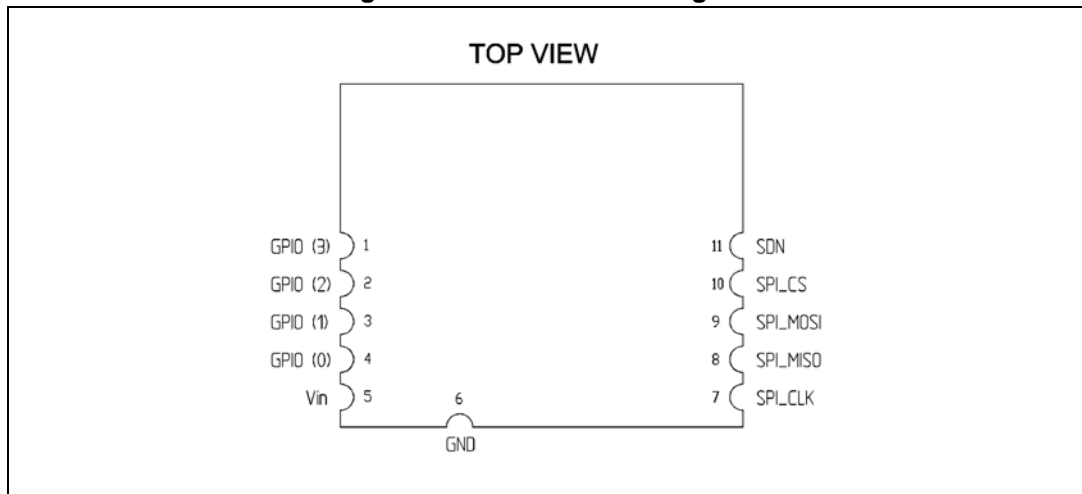 TOP VIEW
GPIO (3) 1 11 SDN
GPIO (2) 2 10 SPI_CS
GPIO (1) 3 9 SPI_MOSI
GPIO (0) 4 8 SPI_MISO
Vin 5 6 7 SPI_CLK
GND